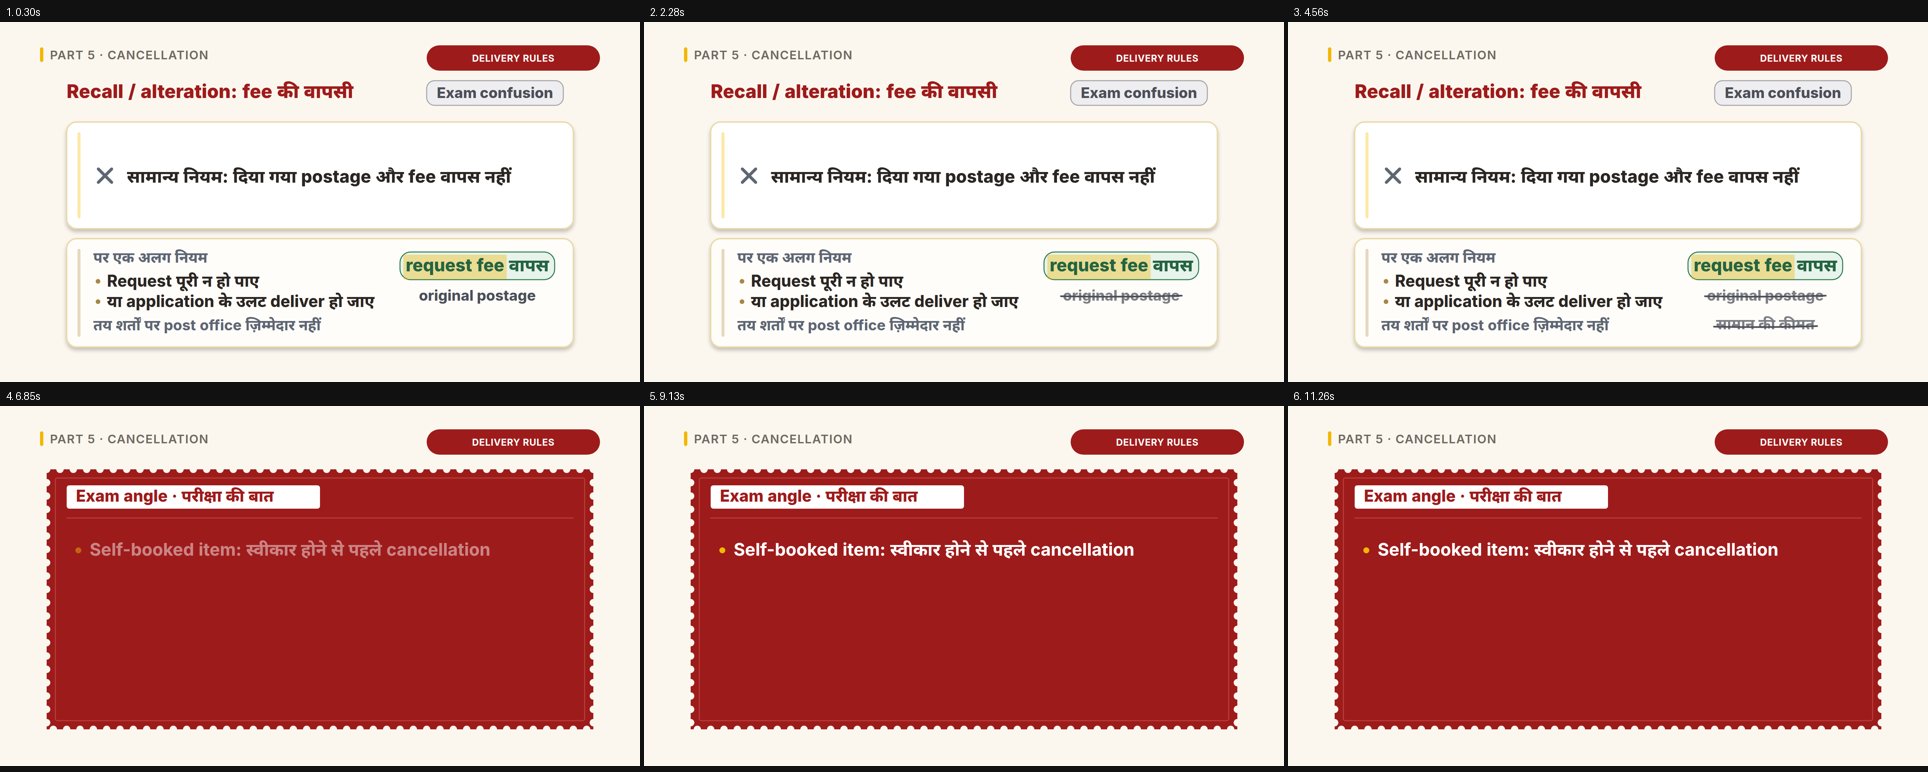 1. 0.30s
PART 5 · CANCELLATION
DELIVERY RULES
Recall / alteration: fee की वापसी
Exam confusion
सामान्य नियम: दिया गया postage और fee वापस नहीं
पर एक अलग नियम
• Request पूरी न हो पाए
• या application के उलट deliver हो जाए
तय शर्तों पर post office ज़िम्मेदार नहीं
request fee वापस
original postage
2. 2.28s
PART 5 · CANCELLATION
DELIVERY RULES
Recall / alteration: fee की वापसी
Exam confusion
सामान्य नियम: दिया गया postage और fee वापस नहीं
पर एक अलग नियम
• Request पूरी न हो पाए
• या application के उलट deliver हो जाए
तय शर्तों पर post office ज़िम्मेदार नहीं
request fee वापस
original postage
3. 4.56s
PART 5 · CANCELLATION
DELIVERY RULES
Recall / alteration: fee की वापसी
Exam confusion
सामान्य नियम: दिया गया postage और fee वापस नहीं
पर एक अलग नियम
• Request पूरी न हो पाए
• या application के उलट deliver हो जाए
तय शर्तों पर post office ज़िम्मेदार नहीं
request fee वापस
original postage
सामान की कीमत
4. 6.85s
PART 5 · CANCELLATION
DELIVERY RULES
Exam angle · परीक्षा की बात
• Self-booked item: स्वीकार होने से पहले cancellation
5. 9.13s
PART 5 · CANCELLATION
DELIVERY RULES
Exam angle · परीक्षा की बात
• Self-booked item: स्वीकार होने से पहले cancellation
6. 11.26s
PART 5 · CANCELLATION
DELIVERY RULES
Exam angle · परीक्षा की बात
• Self-booked item: स्वीकार होने से पहले cancellation